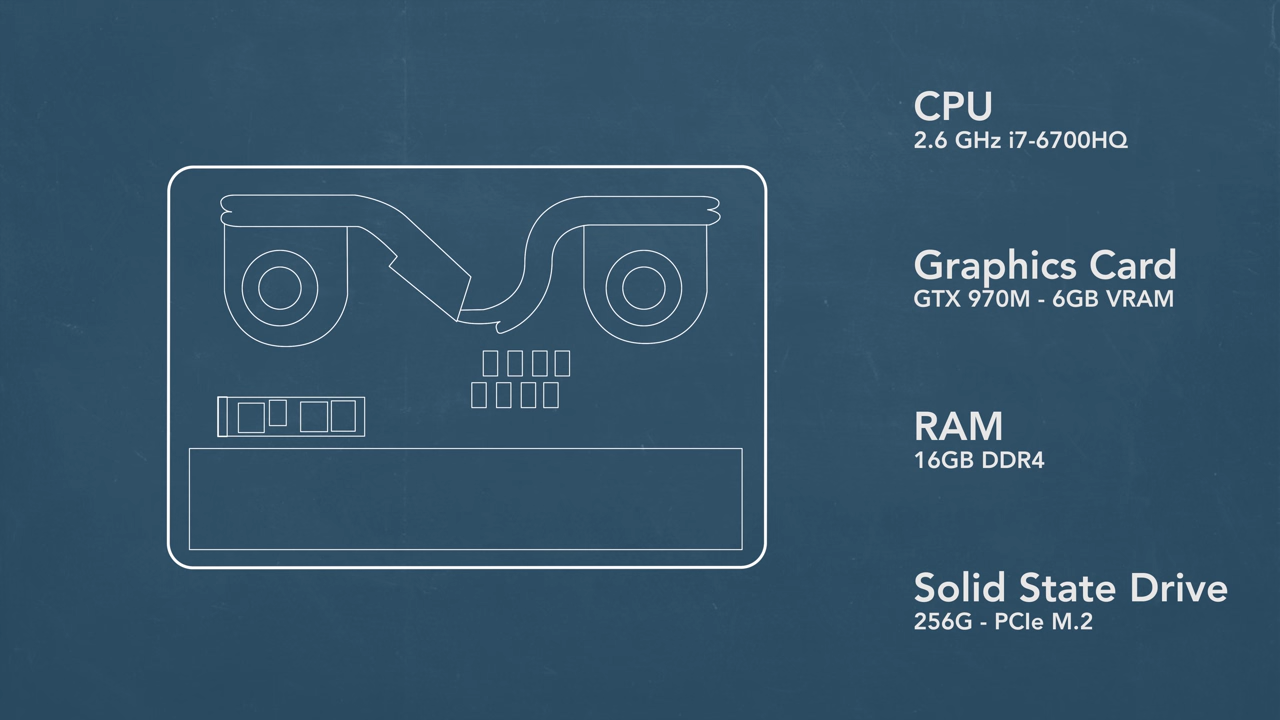 CPU
2.6 GHz i7-6700HQ
Graphics Card
GTX 970M - 6GB VRAM
RAM
16GB DDR4
Solid State Drive
256G - PCIe M.2